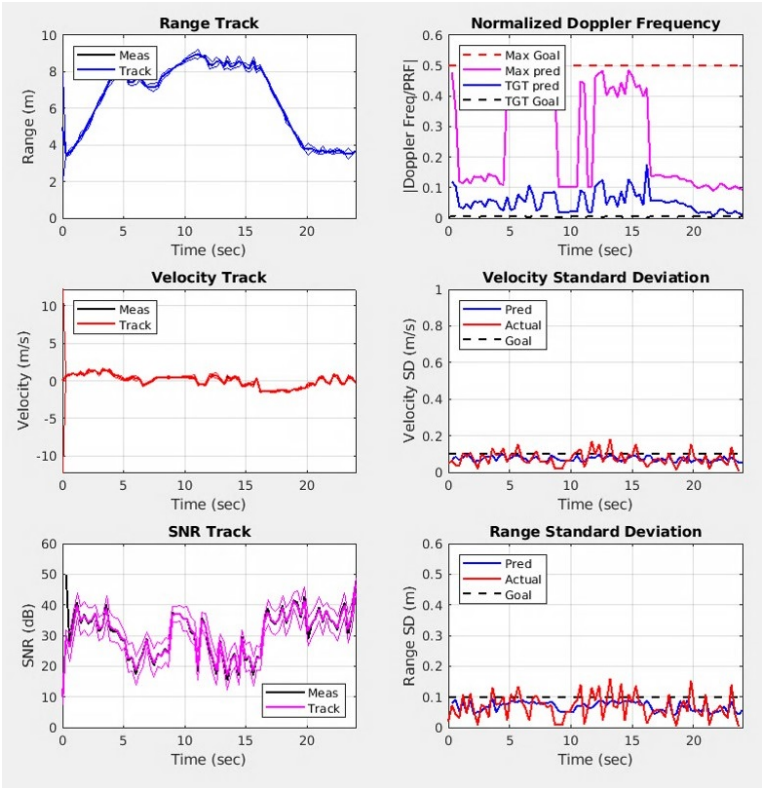 Range Track
Range (m)
10
8
6
4
2
0
Meas
Track
0
5
10
15
20
Time (sec)
Normalized Doppler Frequency
|Doppler Freq/PRF|
0.6
0.5
0.4
0.3
0.2
0.1
0
Max Goal
Max pred
TGT pred
TGT Goal
0
5
10
15
20
Time (sec)
Velocity Track
Velocity (m/s)
10
5
0
-5
-10
Meas
Track
0
5
10
15
20
Time (sec)
Velocity Standard Deviation
Velocity SD (m/s)
1
0.8
0.6
0.4
0.2
0
Pred
Actual
Goal
0
5
10
15
20
Time (sec)
SNR Track
SNR (dB)
60
50
40
30
20
10
0
Meas
Track
0
5
10
15
20
Time (sec)
Range Standard Deviation
Range SD (m)
0.6
0.5
0.4
0.3
0.2
0.1
0
Pred
Actual
Goal
0
5
10
15
20
Time (sec)